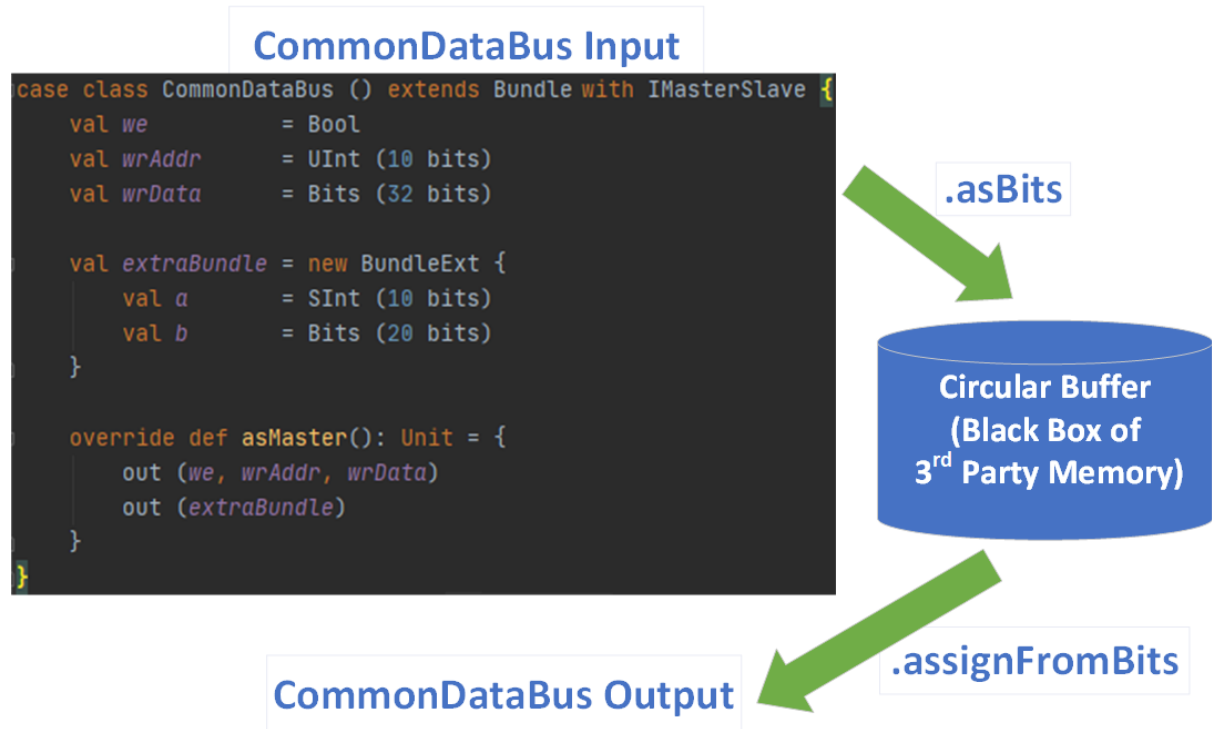 CommonDataBus Input
case class CommonDataBus () extends Bundle with IMasterSlave {
    val we          = Bool
    val wrAddr      = UInt (10 bits)
    val wrData      = Bits (32 bits)
    val extraBundle = new BundleExt {
        val a       = SInt (10 bits)
        val b       = Bits (20 bits)
    }
    override def asMaster(): Unit = {
        out (we, wrAddr, wrData)
        out (extraBundle)
    }
}
.asBits
Circular Buffer
(Black Box of
3rd Party Memory)
.assignFromBits
CommonDataBus Output